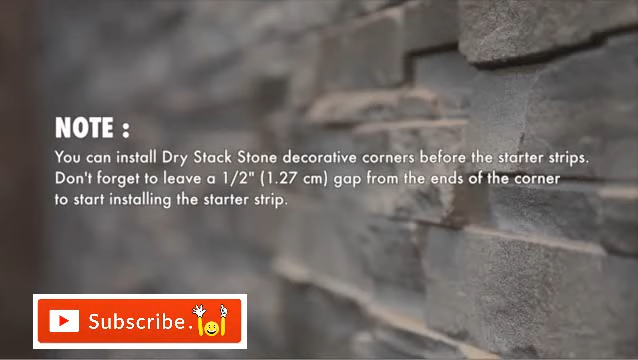 NOTE :
You can install Dry Stack Stone decorative corners before the starter strips.
Don't forget to leave a 1/2" (1.27 cm) gap from the ends of the corner
to start installing the starter strip.
Subscribe.